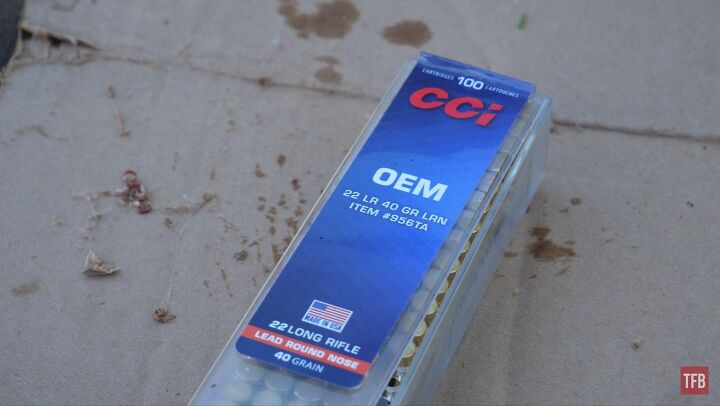 CARTRIDGES 100 CARTOUCHES
CCI
OEM
22 LR 40 GR LRN
ITEM #956TA
MADE IN USA
22 LONG RIFLE
LEAD ROUND NOSE
40 GRAIN
TFB